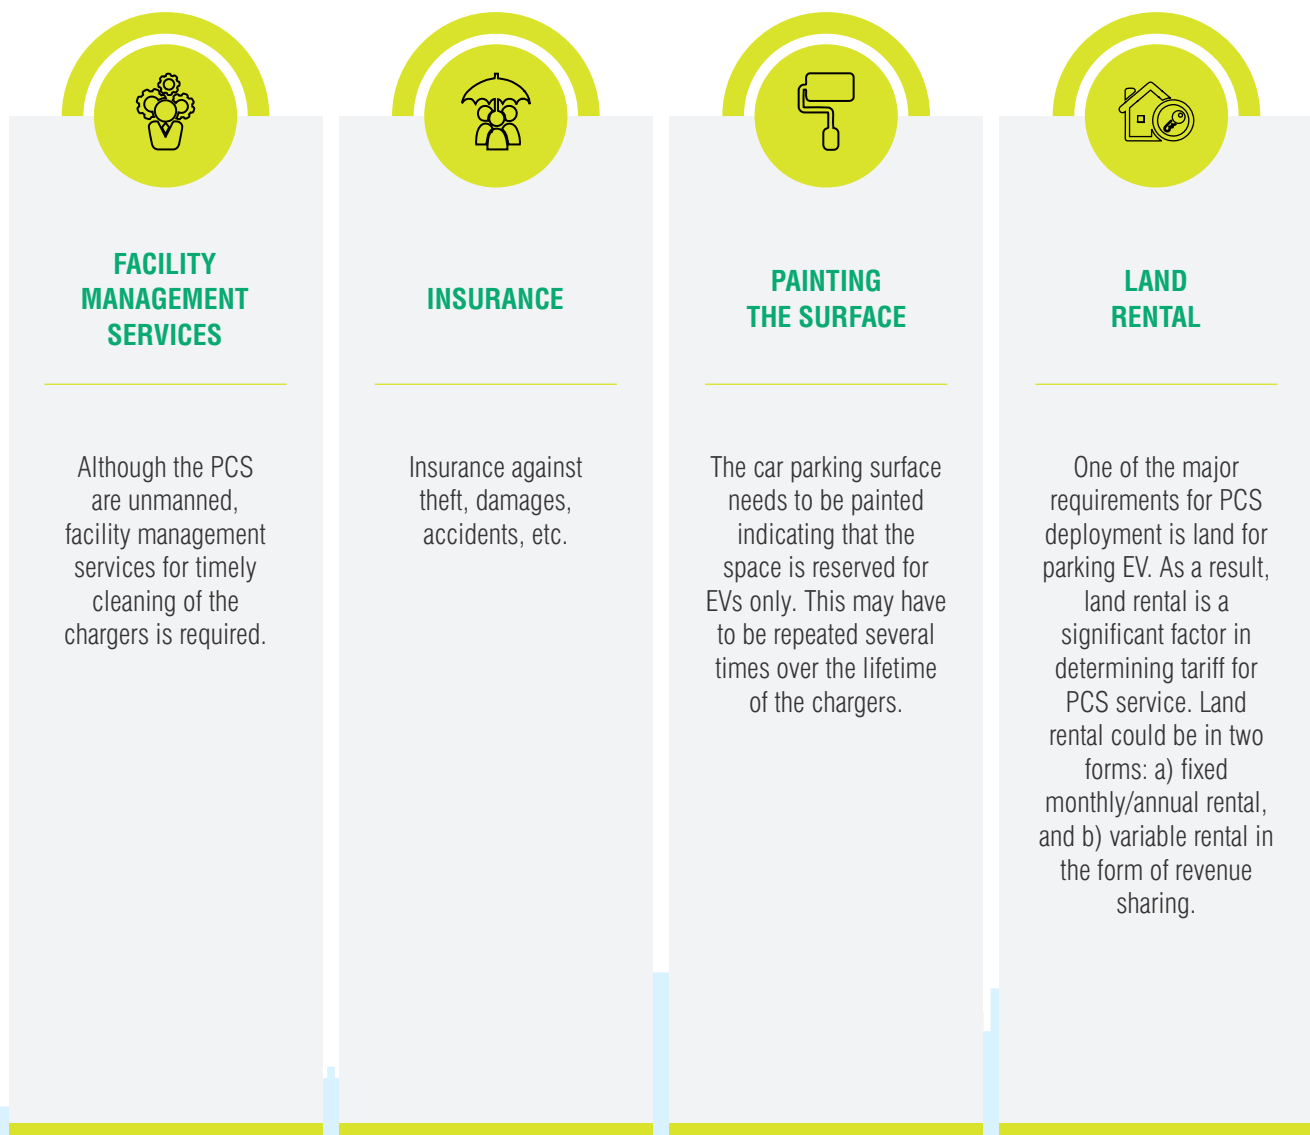 FACILITY
MANAGEMENT
SERVICES
Although the PCS
are unmanned,
facility management
services for timely
cleaning of the
chargers is required.
INSURANCE
Insurance against
theft, damages,
accidents, etc.
PAINTING
THE SURFACE
The car parking surface
needs to be painted
indicating that the
space is reserved for
EVs only. This may have
to be repeated several
times over the lifetime
of the chargers.
LAND
RENTAL
One of the major
requirements for PCS
deployment is land for
parking EV. As a result,
land rental is a
significant factor in
determining tariff for
PCS service. Land
rental could be in two
forms: a) fixed
monthly/annual rental,
and b) variable rental in
the form of revenue
sharing.